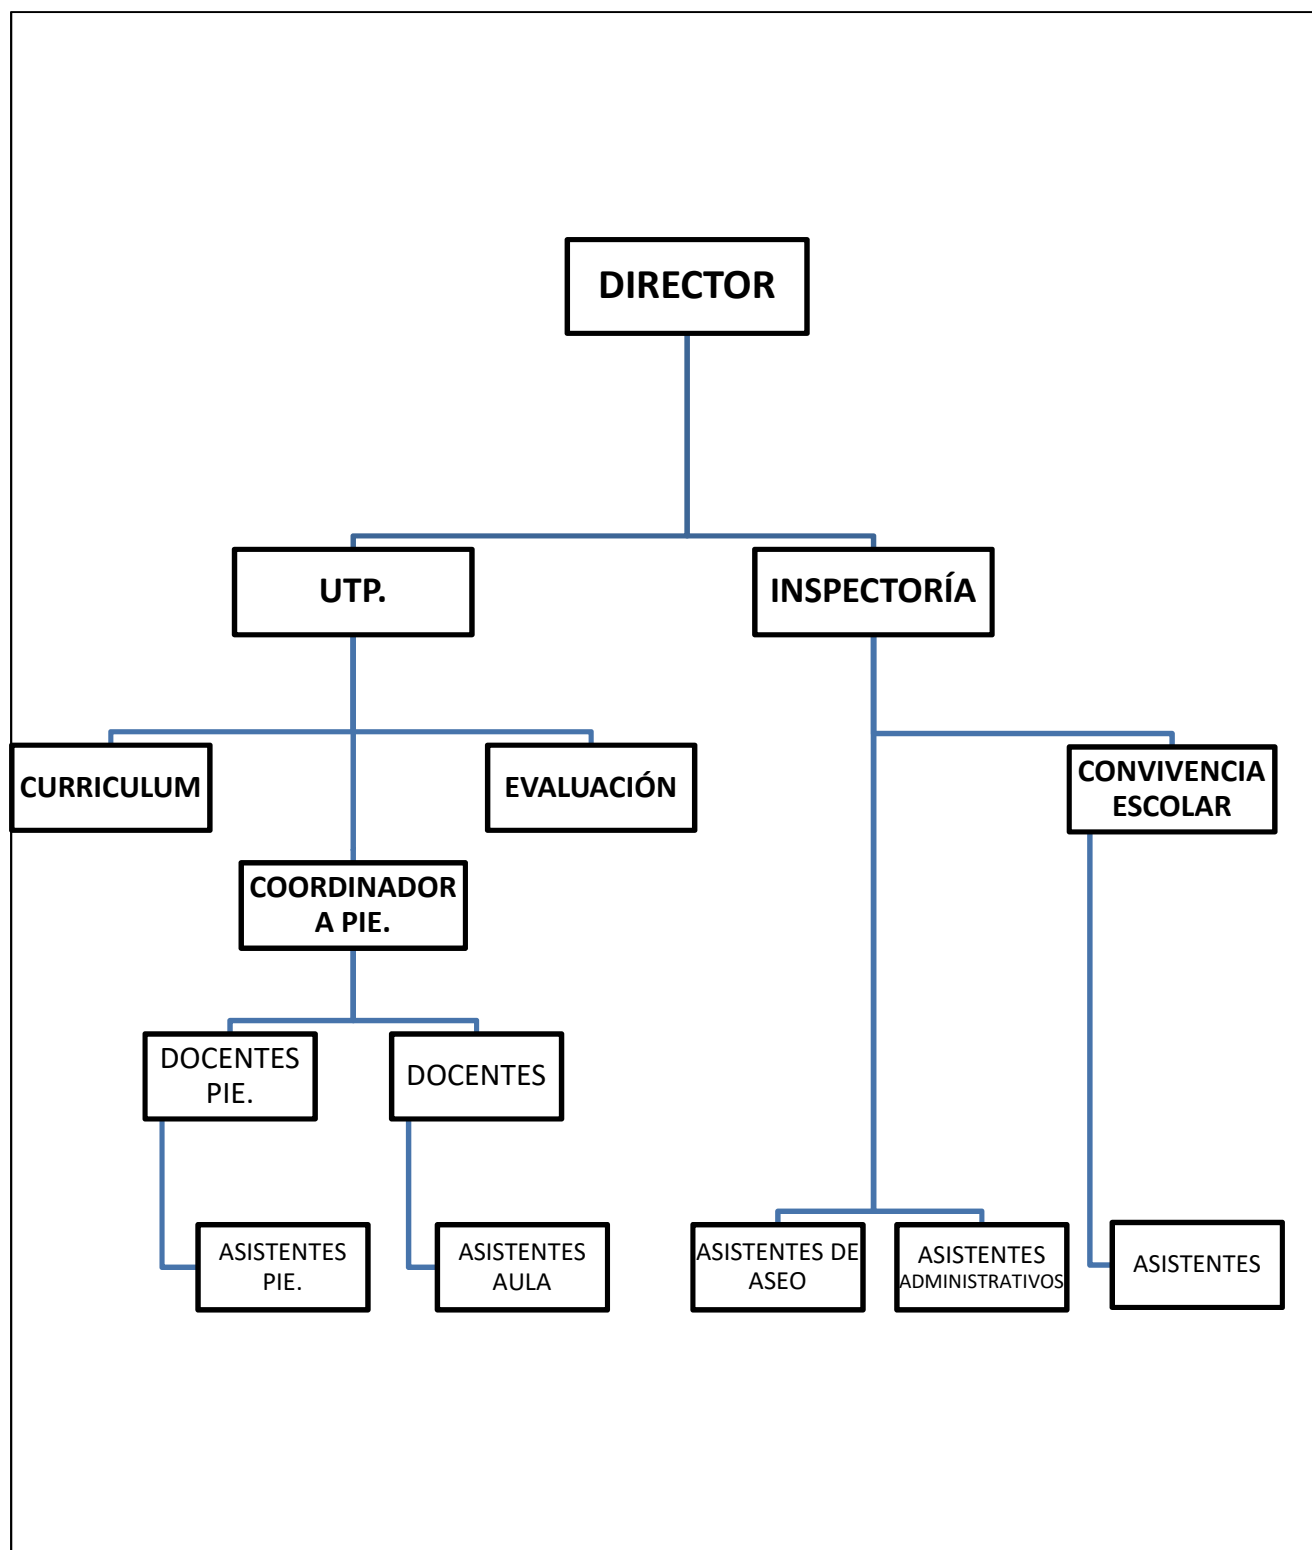 DIRECTOR
UTP.
INSPECTORÍA
CURRICULUM
EVALUACIÓN
CONVIVENCIA
ESCOLAR
COORDINADOR
A PIE.
DOCENTES
PIE.
DOCENTES
ASISTENTES
PIE.
ASISTENTES
AULA
ASISTENTES DE
ASEO
ASISTENTES
ADMINISTRATIVOS
ASISTENTES